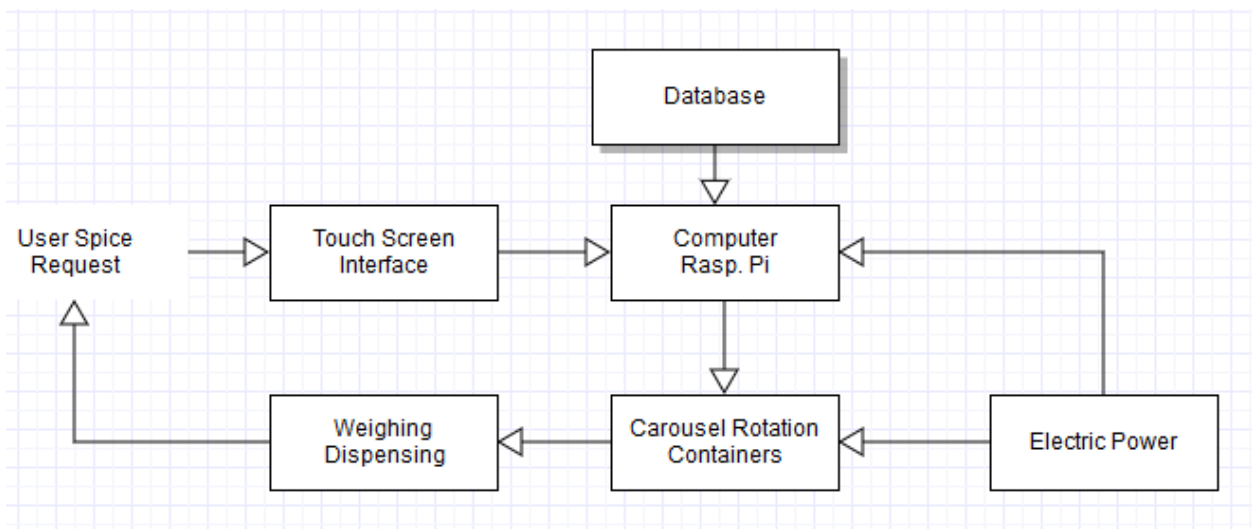 Database
User Spice
Request
Touch Screen
Interface
Computer
Rasp. Pi
Weighing
Dispensing
Carousel Rotation
Containers
Electric Power